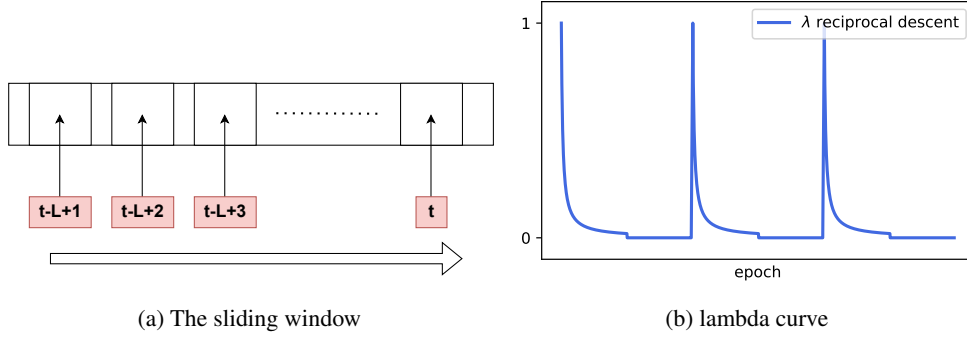 t-L+1
t-L+2
t-L+3
t
(a) The sliding window
λ reciprocal descent
1
0
epoch
(b) lambda curve